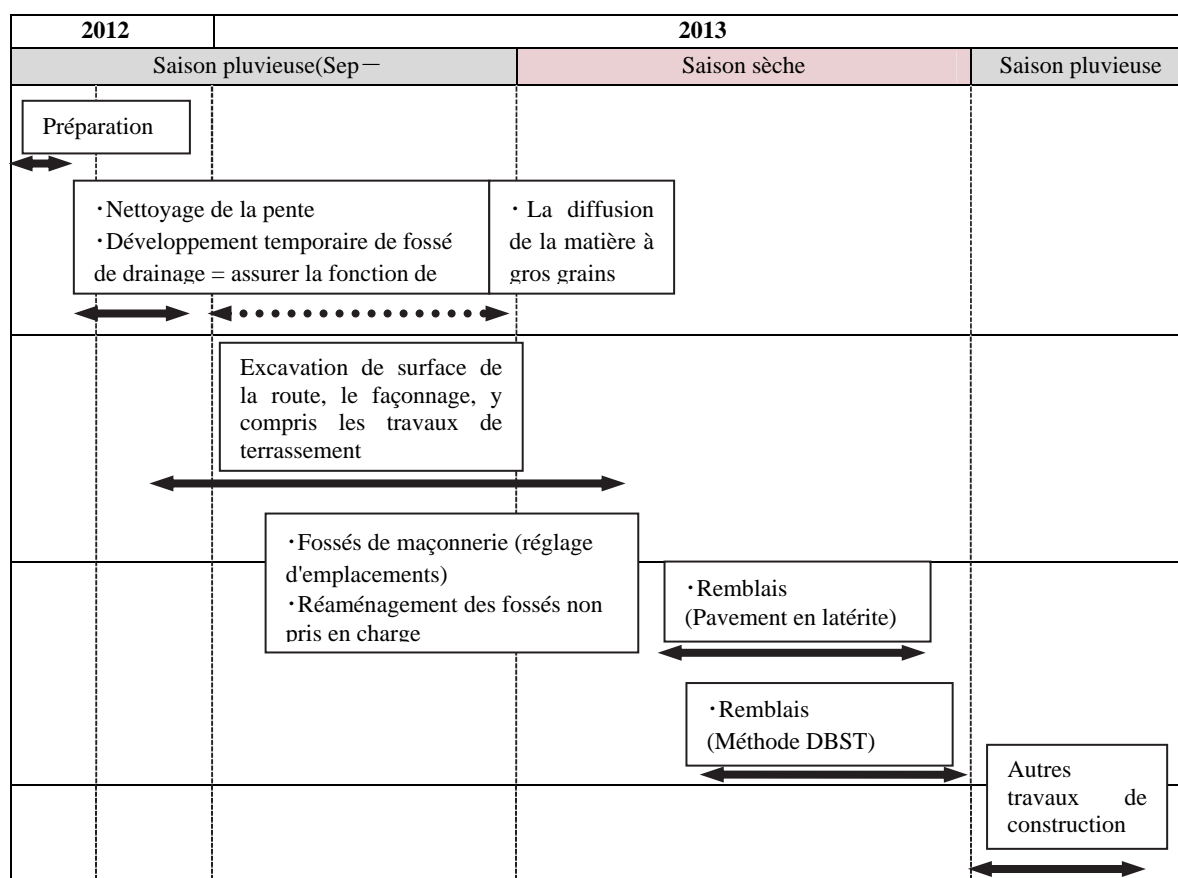 2012 2013
Saison pluvieuse(Sep－ Saison sèche Saison pluvieuse
Préparation
・Nettoyage de la pente
・Développement temporaire de fossé
de drainage = assurer la fonction de
・La diffusion
de la matière à
gros grains
Excavation de surface de
la route, le façonnage, y
compris les travaux de
terrassement
・Fossés de maçonnerie (réglage
d'emplacements)
・Réaménagement des fossés non
pris en charge
・Remblais
(Pavement en latérite)
・Remblais
(Méthode DBST)
Autres
travaux de
construction